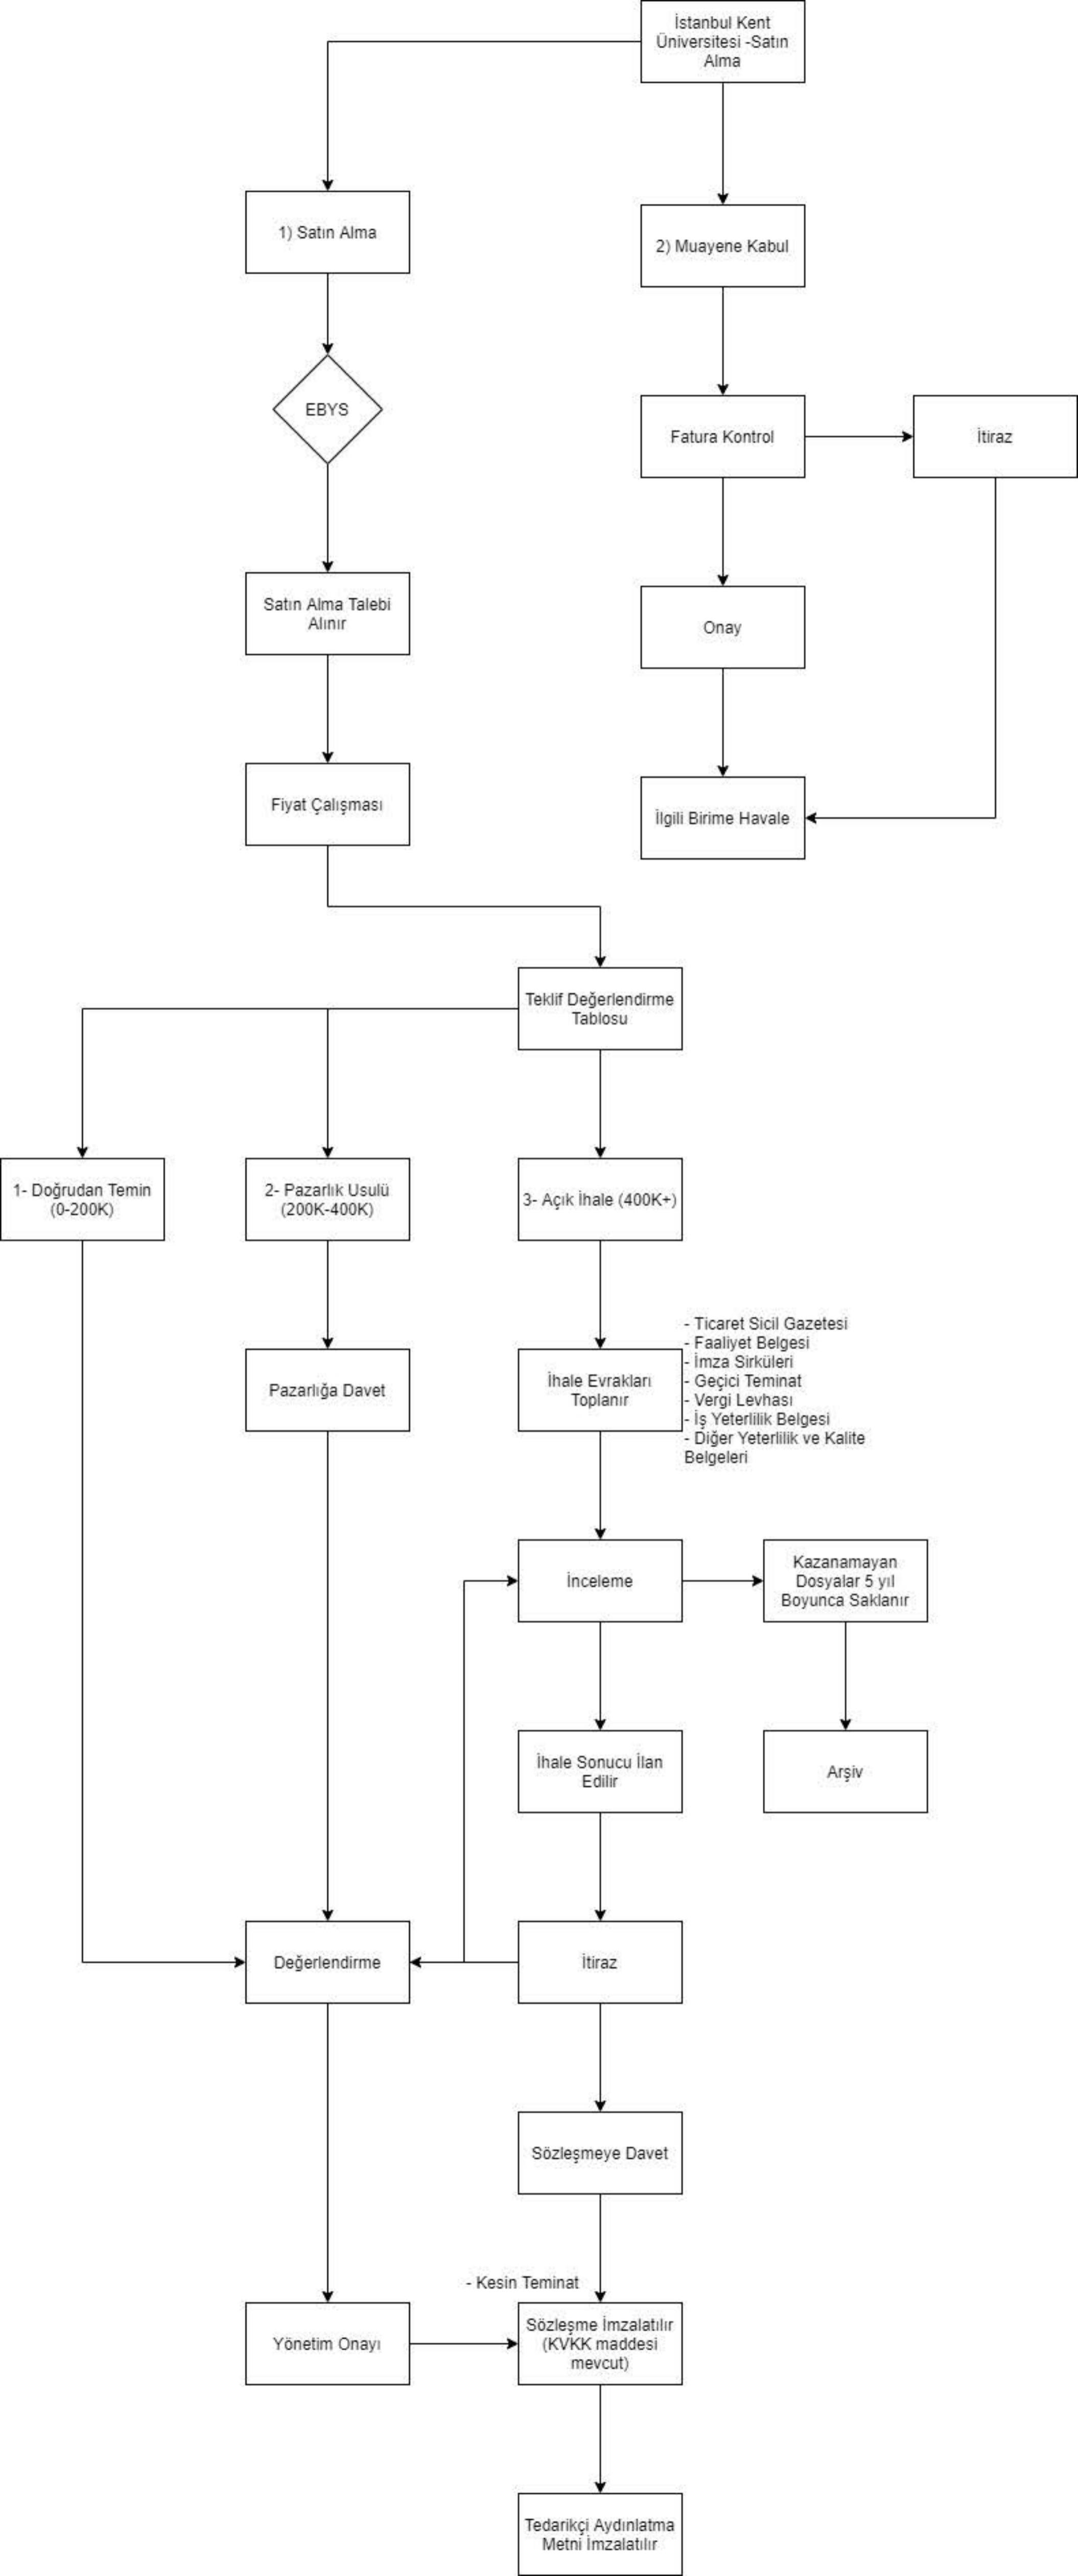 İstanbul Kent
Üniversitesi -Satın
Alma
1) Satın Alma
2) Muayene Kabul
EBYS
Fatura Kontrol
İtiraz
Satın Alma Talebi
Alınır
Onay
Fiyat Çalışması
İlgili Birime Havale
Teklif Değerlendirme
Tablosu
1- Doğrudan Temin
(0-200K)
2- Pazarlık Usulü
(200K-400K)
3- Açık İhale (400K+)
Pazarlığa Davet
İhale Evrakları
Toplanır
- Ticaret Sicil Gazetesi
- Faaliyet Belgesi
- İmza Sirküleri
- Geçici Teminat
- Vergi Levhası
- İş Yeterlilik Belgesi
- Diğer Yeterlilik ve Kalite
Belgeleri
İnceleme
Kazanamayan
Dosyalar 5 yıl
Boyunca Saklanır
İhale Sonucu İlan
Edilir
Arşiv
Değerlendirme
İtiraz
Sözleşmeye Davet
- Kesin Teminat
Yönetim Onayı
Sözleşme İmzalatılır
(KVKK maddesi
mevcut)
Tedarikçi Aydınlatma
Metni İmzalatılır